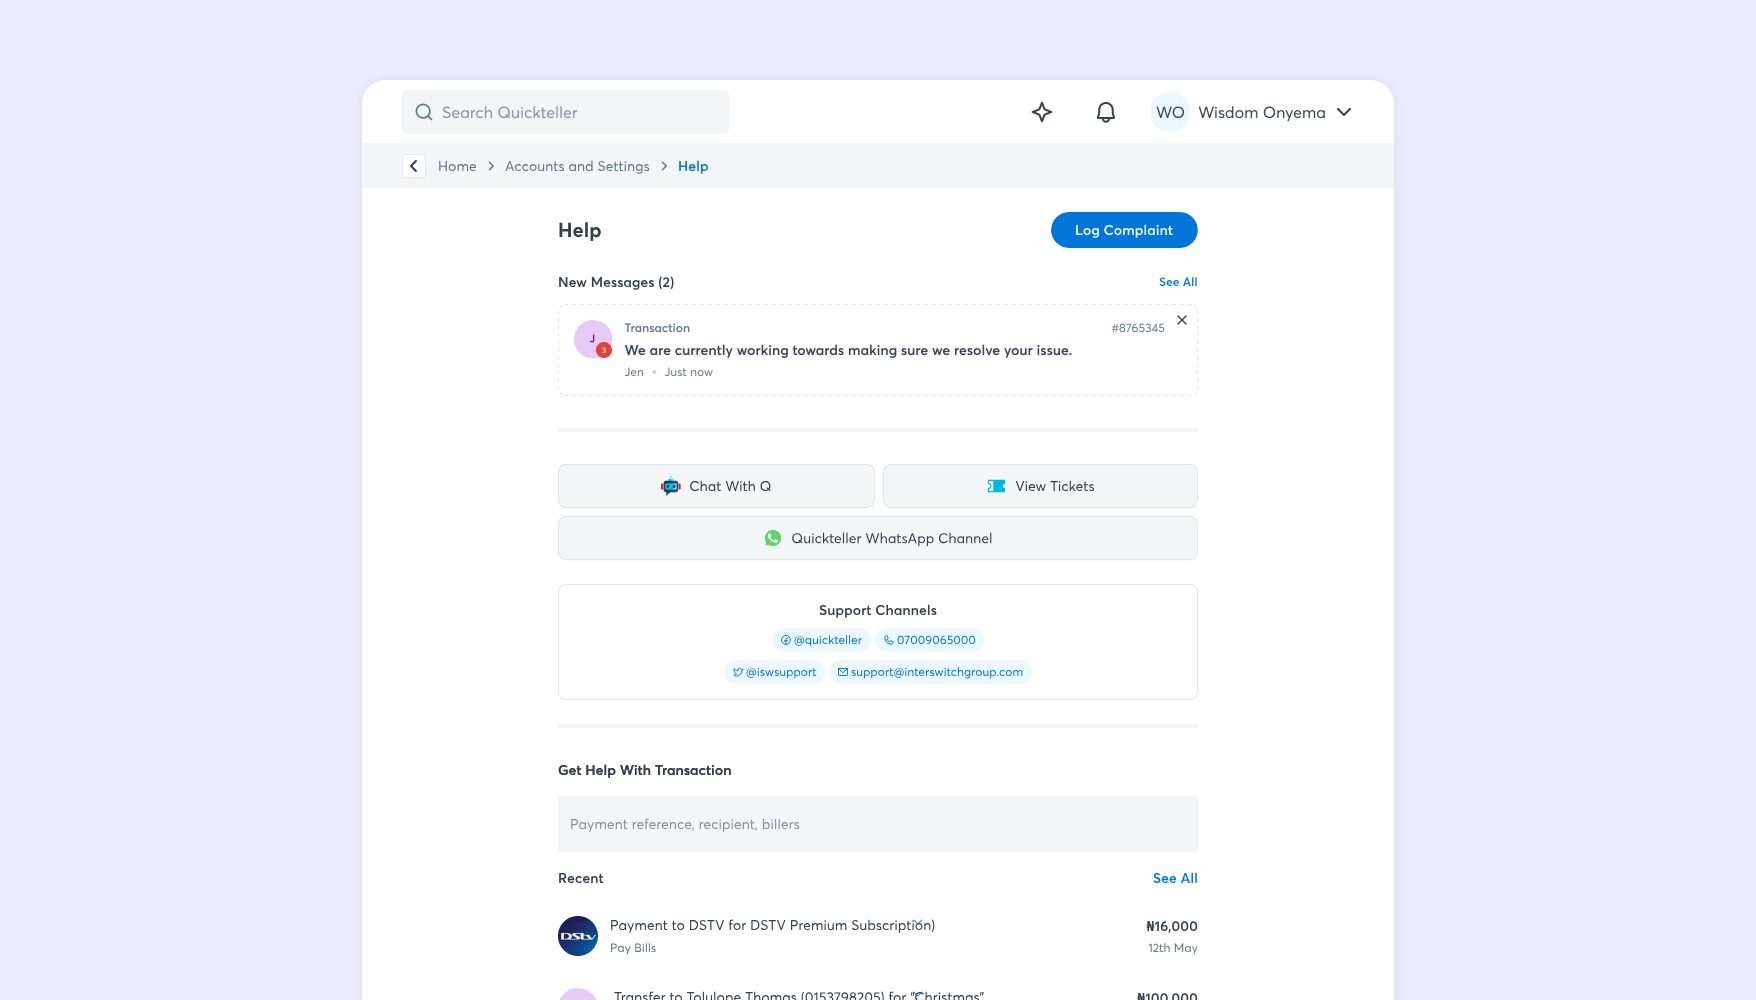 Search Quickteller
WO Wisdom Onyema
Home Accounts and Settings Help
Help
Log Complaint
New Messages (2)
See All
J
3
Transaction
#8765345
We are currently working towards making sure we resolve your issue.
Jen Just now
Chat With Q
View Tickets
Quickteller WhatsApp Channel
Support Channels
@quickteller
07009065000
@iswsupport
support@interswitchgroup.com
Get Help With Transaction
Payment reference, recipient, billers
Recent
See All
DStv
Payment to DSTV for DSTV Premium Subscription)
₦16,000
Pay Bills
12th May
Transfer to Tolulope Thomas (0153798205) for "Christmas"
₦100,000